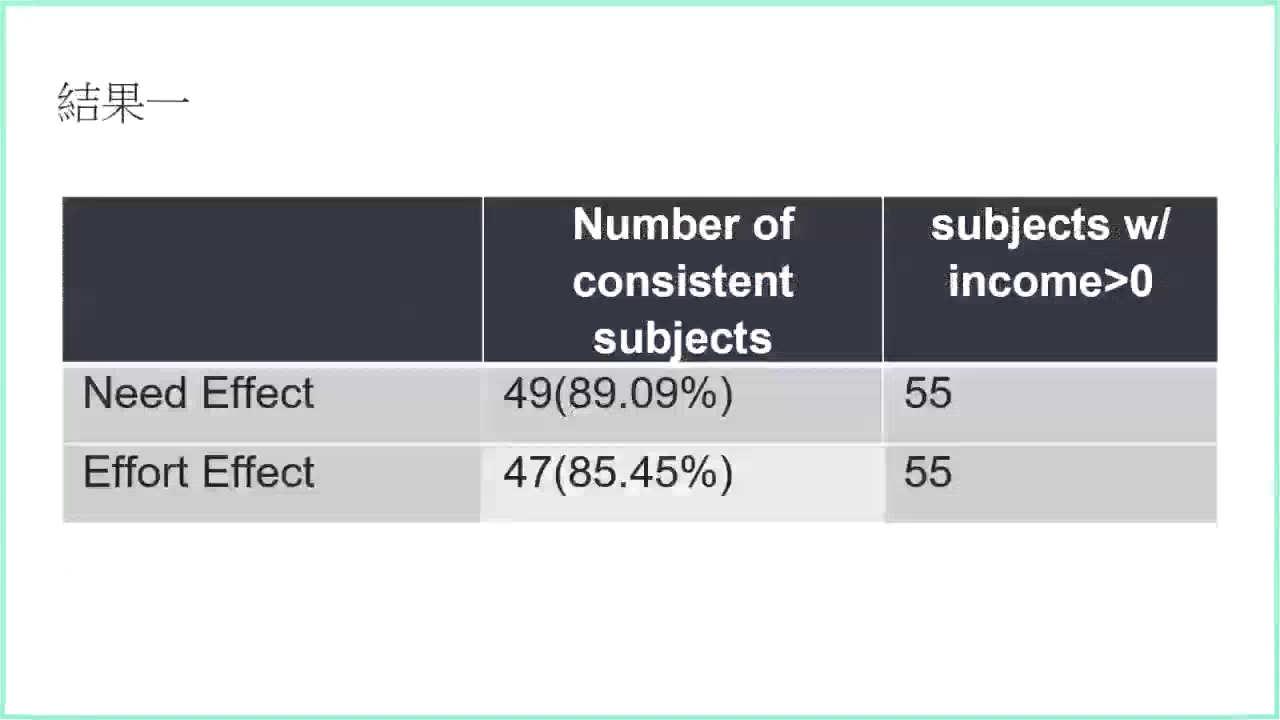 結果一
Number of
consistent
subjects
subjects w/
income>0
Need Effect
49(89.09%)
55
Effort Effect
47(85.45%)
55